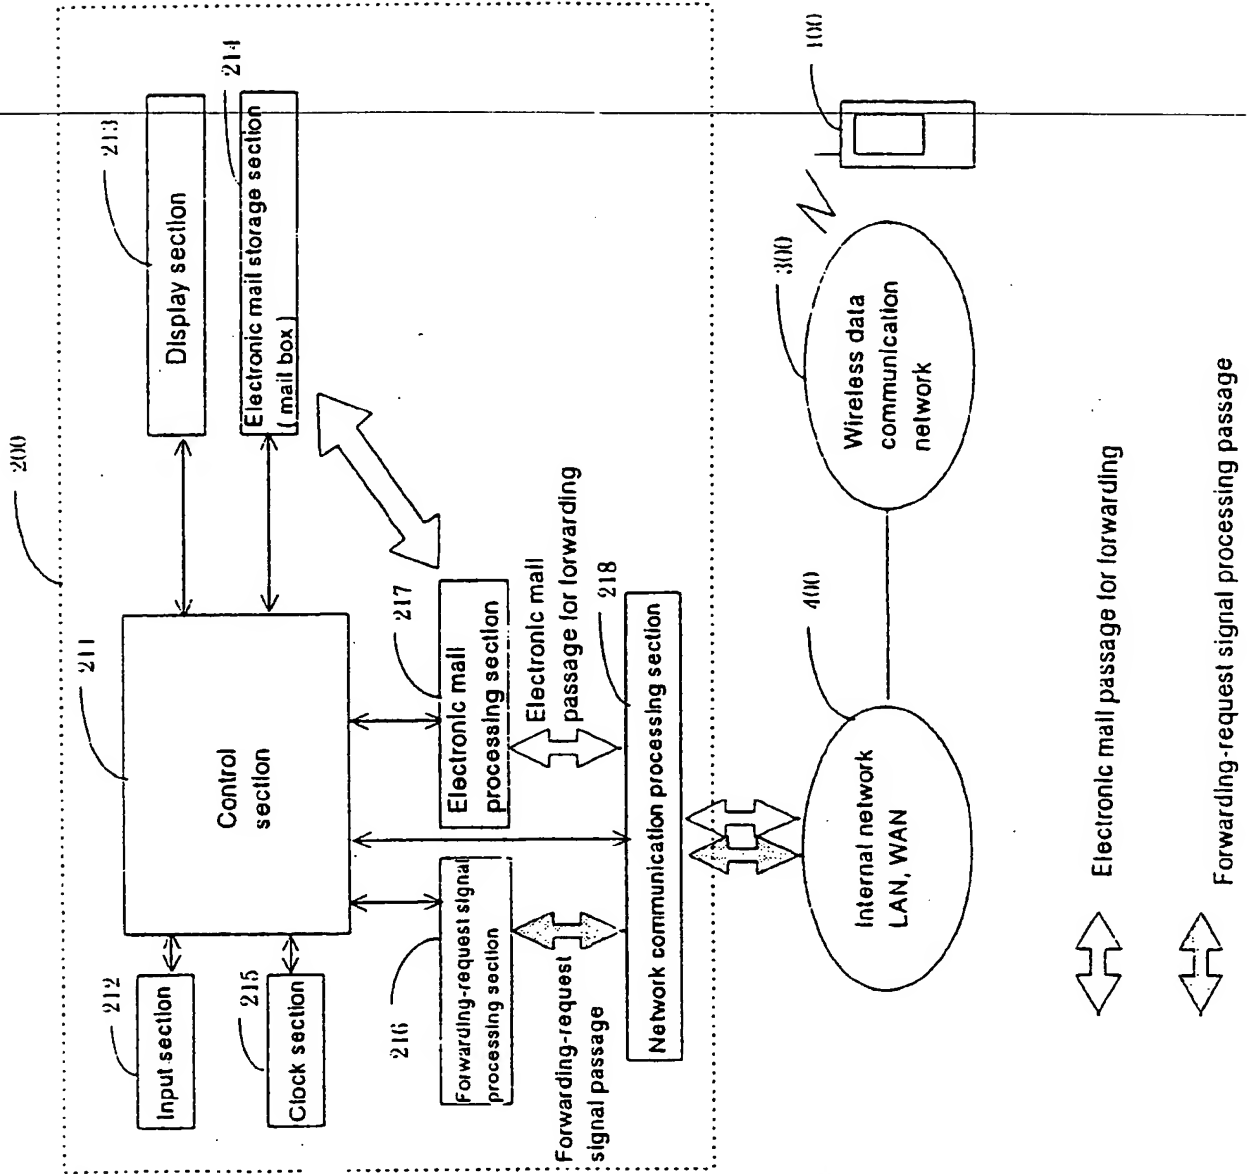 200
211
Control
section
212
Input section
215
Clock section
213
Display section
214
Electronic mail storage section
( mail box )
216
Forwarding-request signal
processing section
217
Electronic mail
processing section
Forwarding-request
signal passage
Electronic mail
passage for forwarding
218
Network communication processing section
400
Internal network
LAN, WAN
300
Wireless data
communication
network
100
Electronic mail passage for forwarding
Forwarding-request signal processing passage